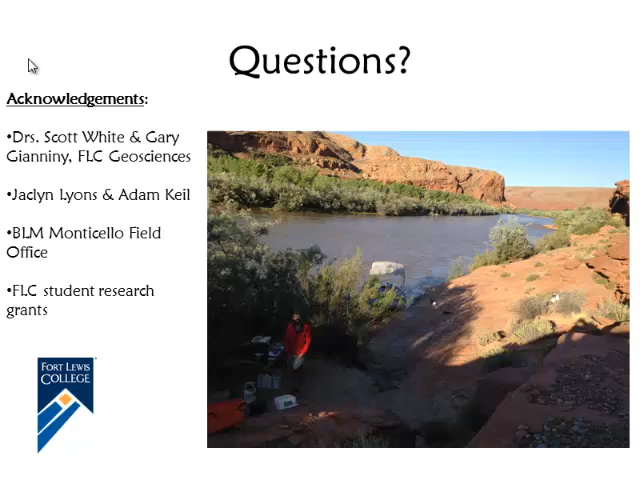 Questions?
Acknowledgements:
•Drs. Scott White & Gary
Gianniny, FLC Geosciences
•Jaclyn Lyons & Adam Keil
•BLM Monticello Field
Office
•FLC student research
grants
FORT LEWIS
COLLEGE